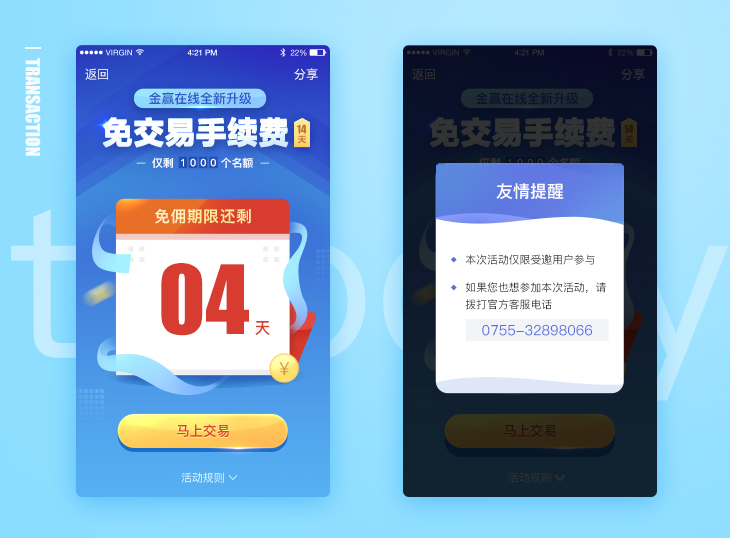 TRANSACTION
VIRGIN 4:21 PM 22%
返回 分享
金赢在线全新升级
免交易手续费 14天
仅剩 1000 个名额
免佣期限还剩
04 天
¥
马上交易
活动规则
VIRGIN 4:21 PM 22%
返回 分享
金赢在线全新升级
免交易手续费 14天
仅剩 1000 个名额
友情提醒
本次活动仅限受邀用户参与
如果您也想参加本次活动，请
拨打官方客服电话
0755-32898066
马上交易
活动规则